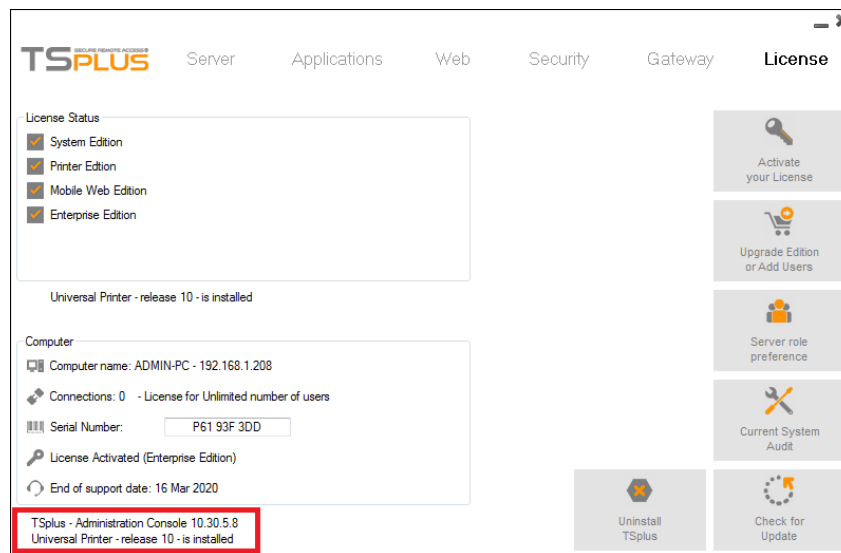 SECURE REMOTE ACCESS®
TSPLUS
Server
Applications
Web
Security
Gateway
License
License Status
System Edition
Printer Edtion
Mobile Web Edition
Enterprise Edition
Universal Printer - release 10 - is installed
Computer
Computer name: ADMIN-PC - 192.168.1.208
Connections: 0 - License for Unlimited number of users
Serial Number: P61 93F 3DD
License Activated (Enterprise Edition)
End of support date: 16 Mar 2020
TSplus - Administration Console 10.30.5.8
Universal Printer - release 10 - is installed
Activate
your License
Upgrade Edition
or Add Users
Server role
preference
Current System
Audit
Uninstall
TSplus
Check for
Update